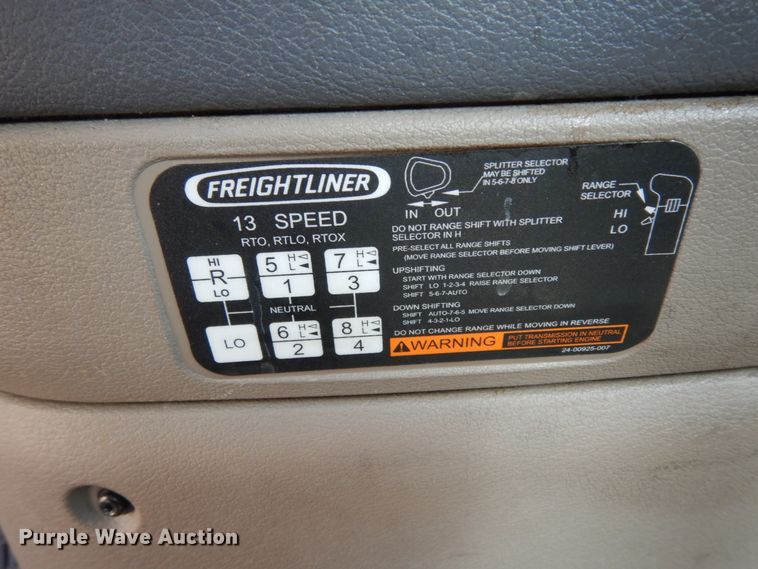 FREIGHTLINER
13 SPEED
RTO, RTLO, RTOX
HI
R
LO
5 H L
1
7 H L
3
NEUTRAL
LO
6 H L
2
8 H L
4
SPLITTER SELECTOR
MAY BE SHIFTED
IN 5-6-7-8 ONLY
IN OUT
RANGE
SELECTOR
HI
LO
DO NOT RANGE SHIFT WITH SPLITTER
SELECTOR IN H
PRE-SELECT ALL RANGE SHIFTS
(MOVE RANGE SELECTOR BEFORE MOVING SHIFT LEVER)
UPSHIFTING
START WITH RANGE SELECTOR DOWN
SHIFT LO 1-2-3-4 RAISE RANGE SELECTOR
SHIFT 5-6-7-AUTO
DOWN SHIFTING
SHIFT AUTO-7-6-5 MOVE RANGE SELECTOR DOWN
SHIFT 4-3-2-1-LO
DO NOT CHANGE RANGE WHILE MOVING IN REVERSE
WARNING
PUT TRANSMISSION IN NEUTRAL
BEFORE STARTING ENGINE
24-00925-007
Purple Wave Auction